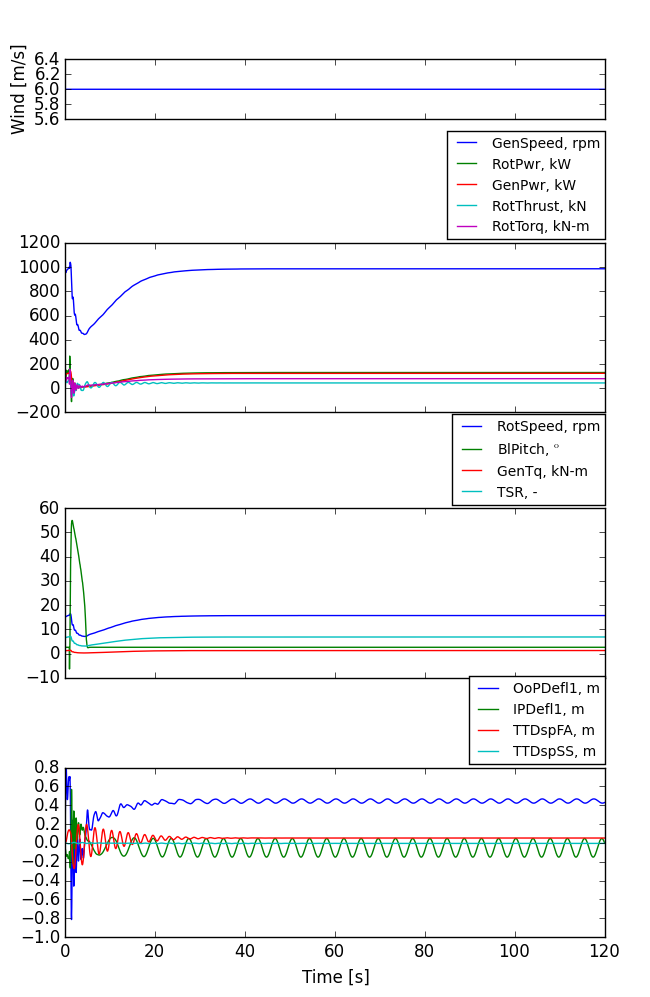 Wind [m/s]
6.4
6.2
6.0
5.8
5.6
GenSpeed, rpm
RotPwr, kW
GenPwr, kW
RotThrust, kN
RotTorq, kN-m
1200
1000
800
600
400
200
0
−200
RotSpeed, rpm
BlPitch, °
GenTq, kN-m
TSR, -
60
50
40
30
20
10
0
−10
OoPDefl1, m
IPDefl1, m
TTDspFA, m
TTDspSS, m
0.8
0.6
0.4
0.2
0.0
−0.2
−0.4
−0.6
−0.8
−1.0
0 20 40 60 80 100 120
Time [s]